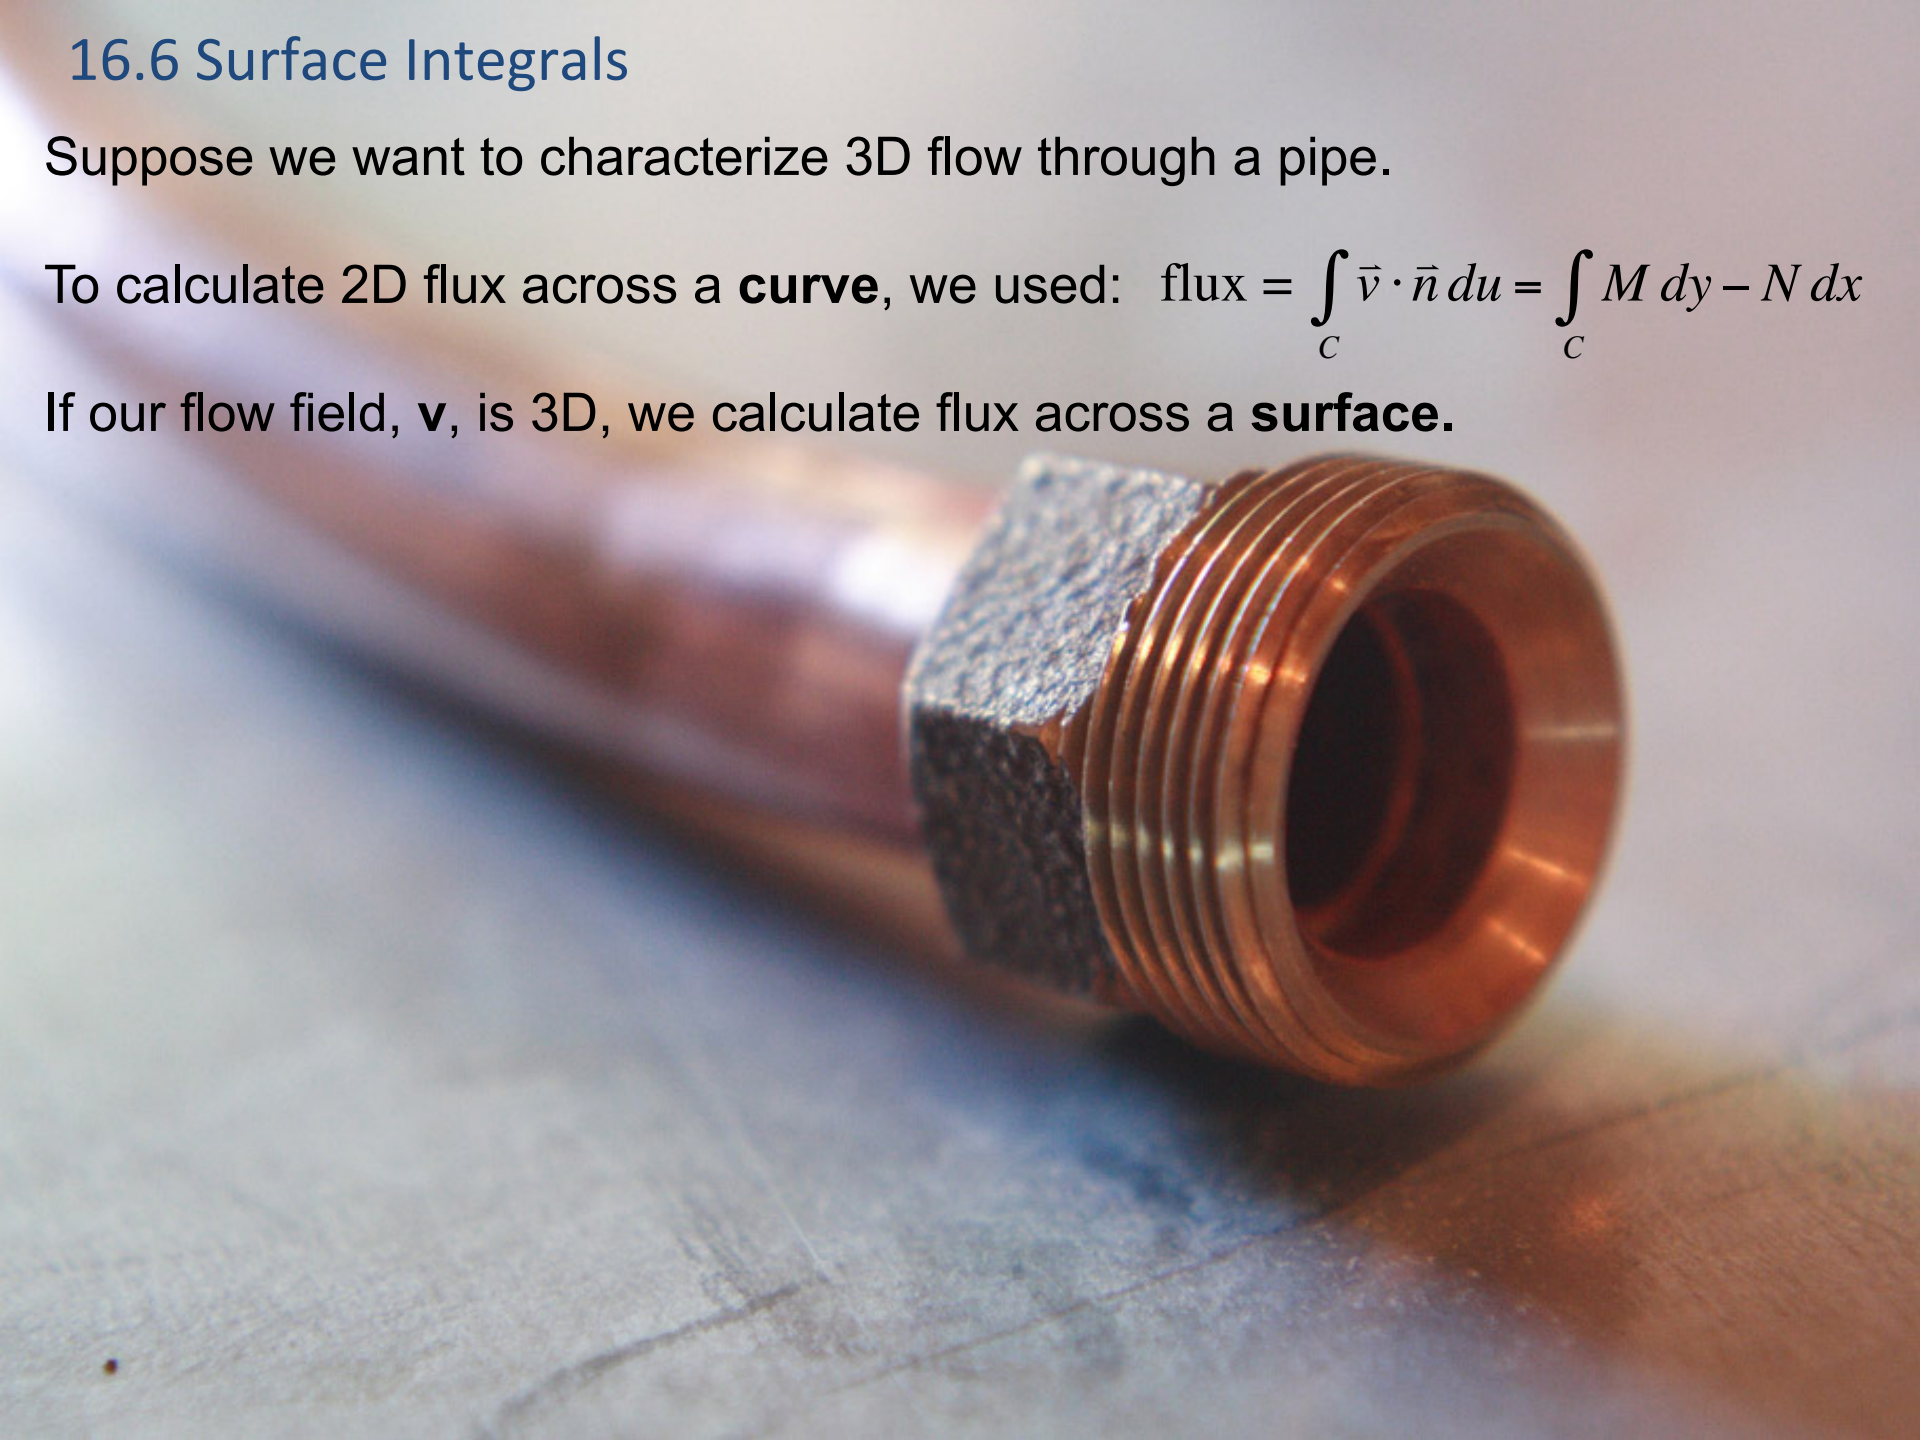 16.6 Surface Integrals
Suppose we want to characterize 3D flow through a pipe.
To calculate 2D flux across a curve, we used: flux = ∫_C v⃗ · n⃗ du = ∫_C M dy − N dx
If our flow field, v, is 3D, we calculate flux across a surface.